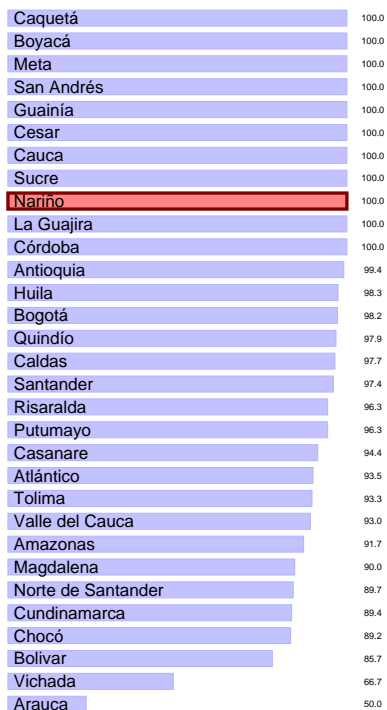 Caquetá 100.0
Boyacá 100.0
Meta 100.0
San Andrés 100.0
Guainía 100.0
Cesar 100.0
Cauca 100.0
Sucre 100.0
Nariño 100.0
La Guajira 100.0
Córdoba 100.0
Antioquia 99.4
Huila 98.3
Bogotá 98.2
Quindío 97.9
Caldas 97.7
Santander 97.4
Risaralda 96.3
Putumayo 96.3
Casanare 94.4
Atlántico 93.5
Tolima 93.3
Valle del Cauca 93.0
Amazonas 91.7
Magdalena 90.0
Norte de Santander 89.7
Cundinamarca 89.4
Chocó 89.2
Bolivar 85.7
Vichada 66.7
Arauca 50.0